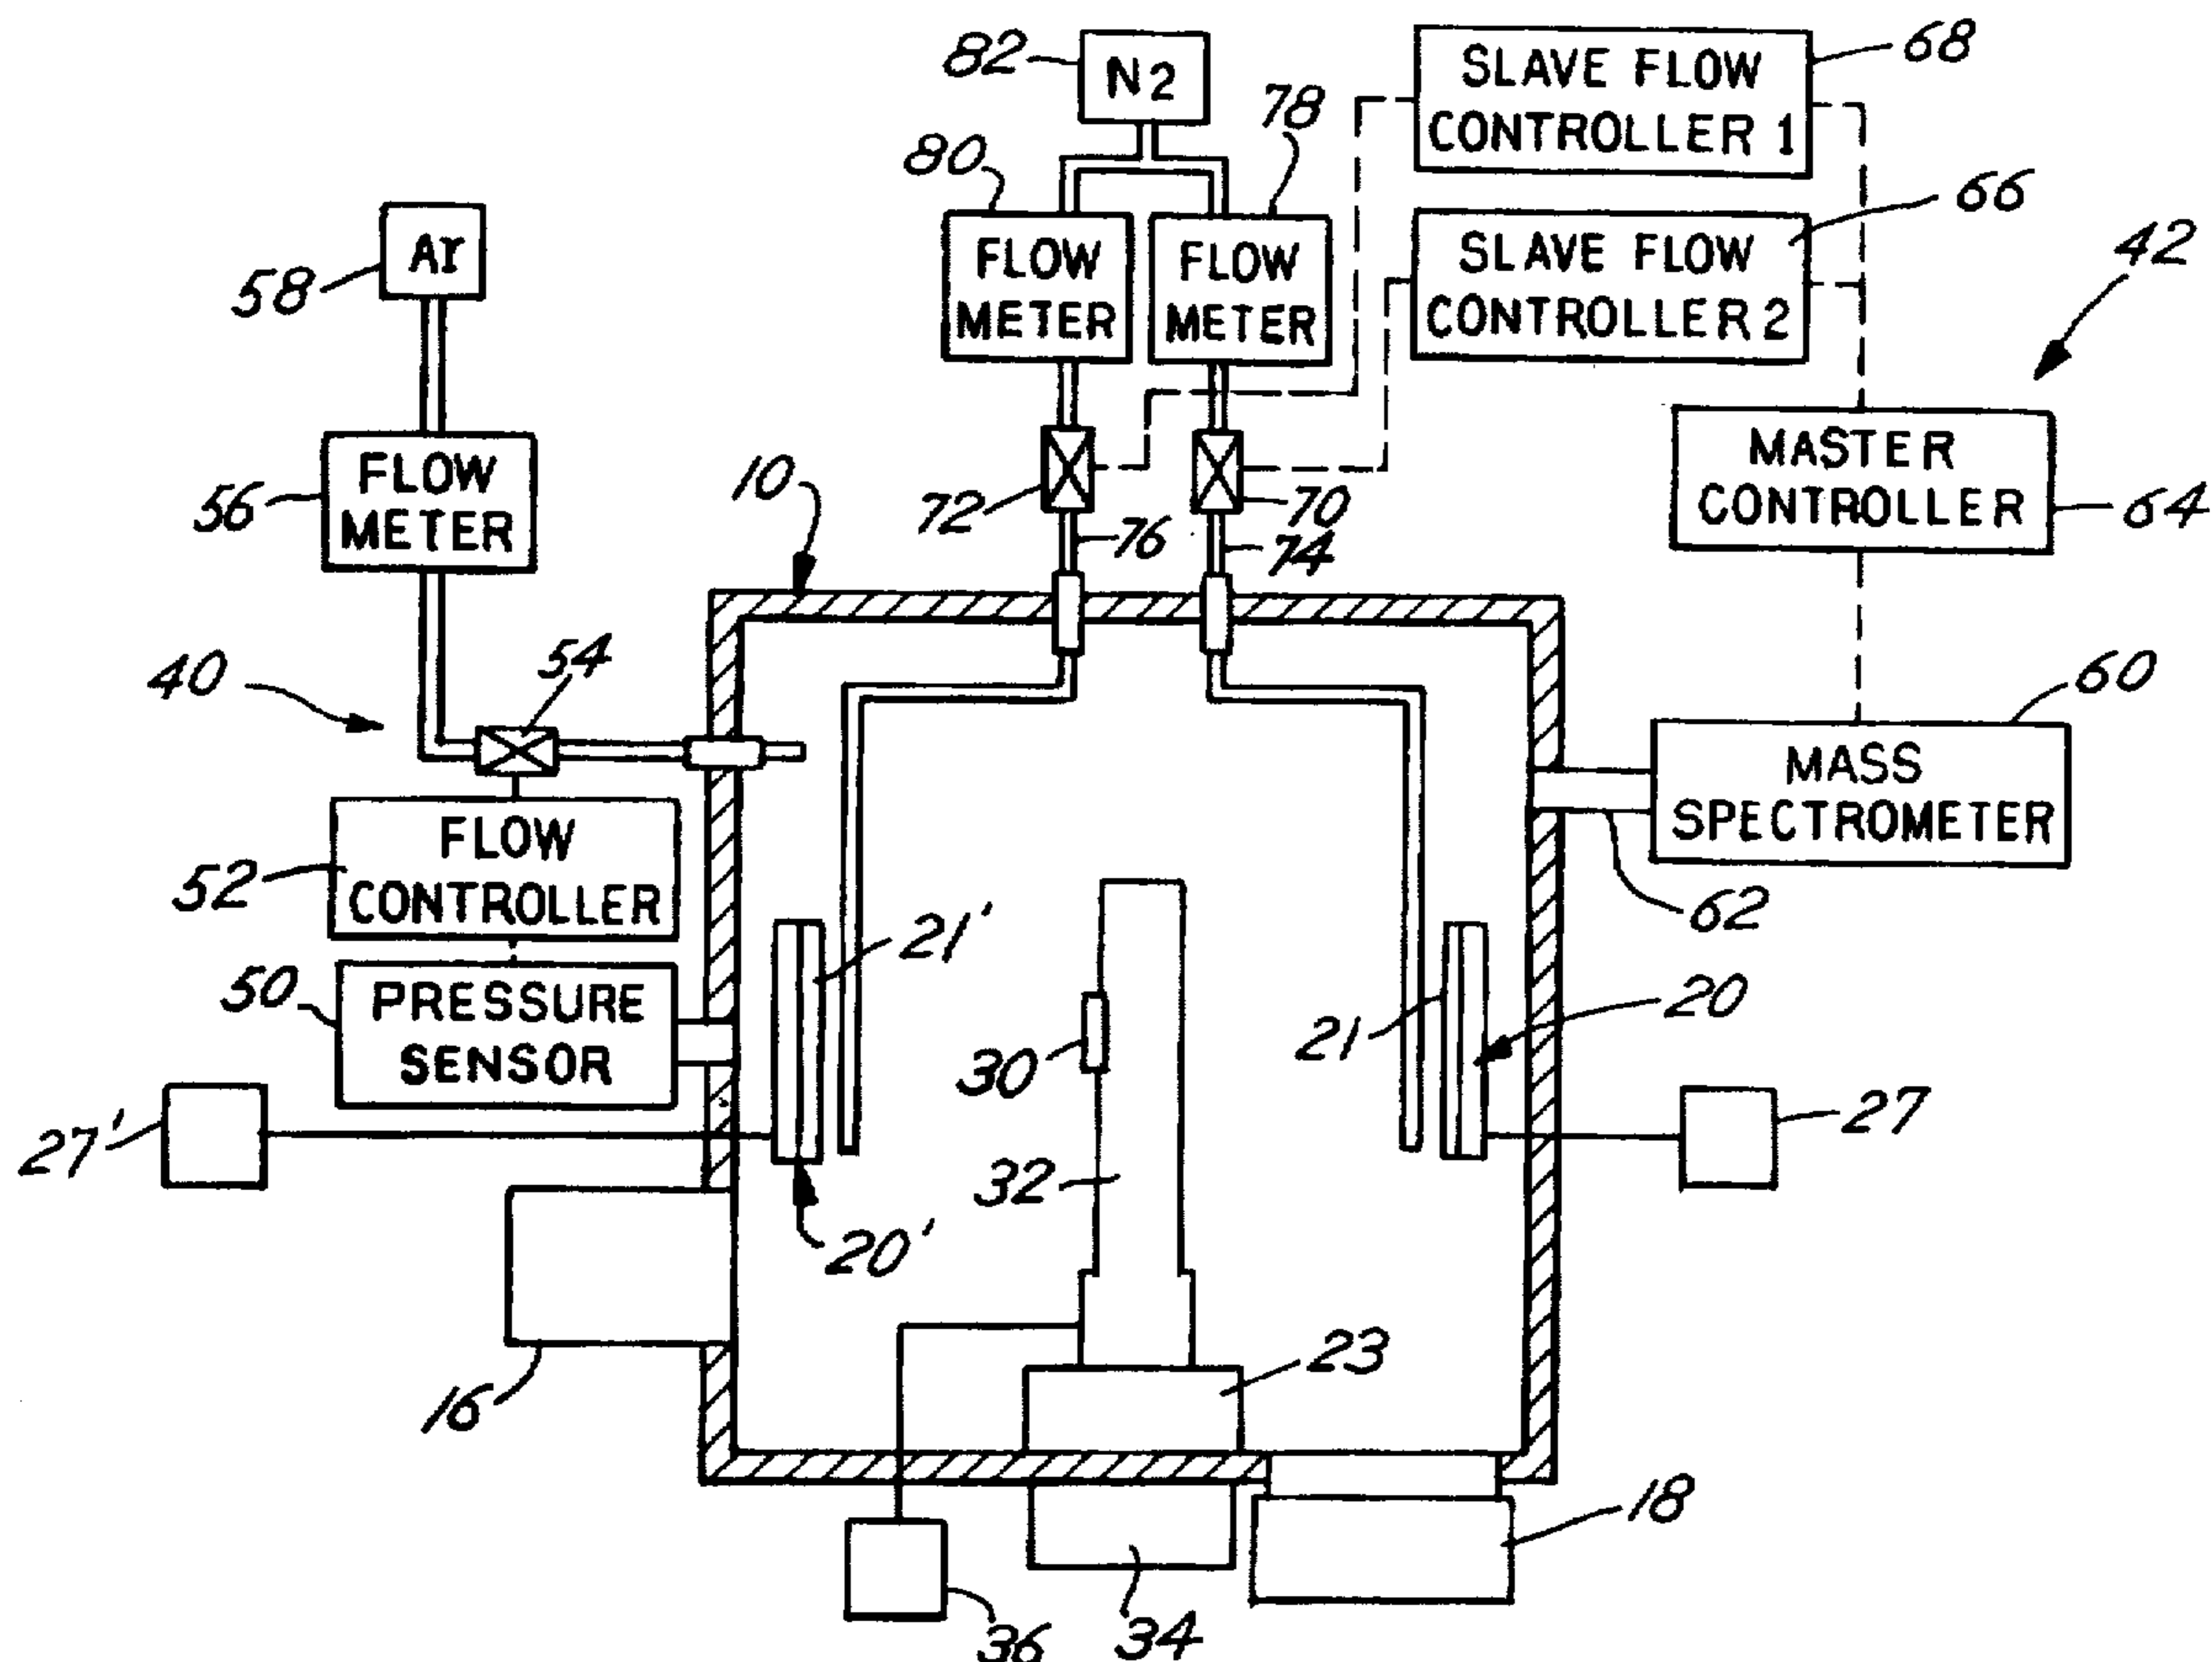 82
N2
SLAVE FLOW
CONTROLLER 1
68
78
80
66
FLOW
METER
FLOW
METER
SLAVE FLOW
CONTROLLER 2
42
Ar
58
MASTER
CONTROLLER
64
FLOW
METER
56
10
72
70
76
74
40
54
60
MASS
SPECTROMETER
62
FLOW
CONTROLLER
52
21'
50
PRESSURE
SENSOR
30
21
20
27'
27
32
20'
16
23
18
36
34